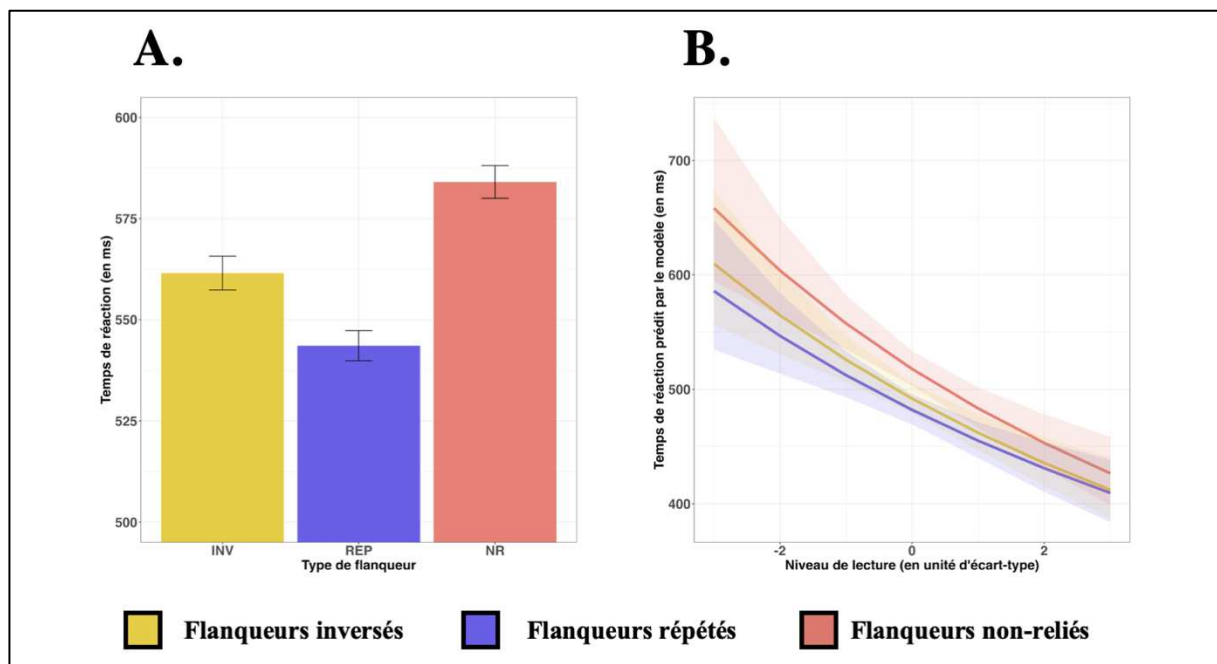 A.
Temps de réaction (en ms)
600
575
550
525
500
INV REP NR
Type de flanqueur
B.
Temps de réaction prédit par le modèle (en ms)
700
600
500
400
-2 0 2
Niveau de lecture (en unité d'écart-type)
Flanqueurs inversés Flanqueurs répétés Flanqueurs non-reliés